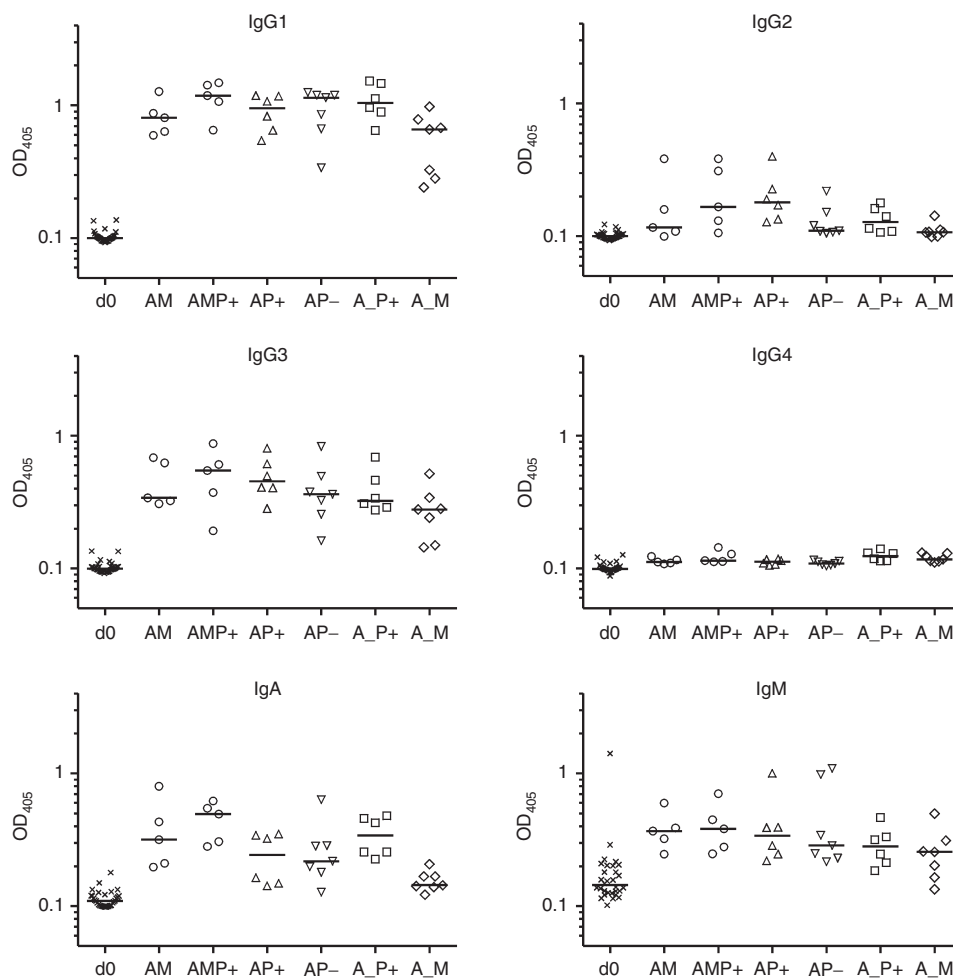 IgG1
OD405
1
0.1
d0 AM AMP+ AP+ AP− A_P+ A_M
IgG2
OD405
1
0.1
d0 AM AMP+ AP+ AP− A_P+ A_M
IgG3
OD405
1
0.1
d0 AM AMP+ AP+ AP− A_P+ A_M
IgG4
OD405
1
0.1
d0 AM AMP+ AP+ AP− A_P+ A_M
IgA
OD405
1
0.1
d0 AM AMP+ AP+ AP− A_P+ A_M
IgM
OD405
1
0.1
d0 AM AMP+ AP+ AP− A_P+ A_M